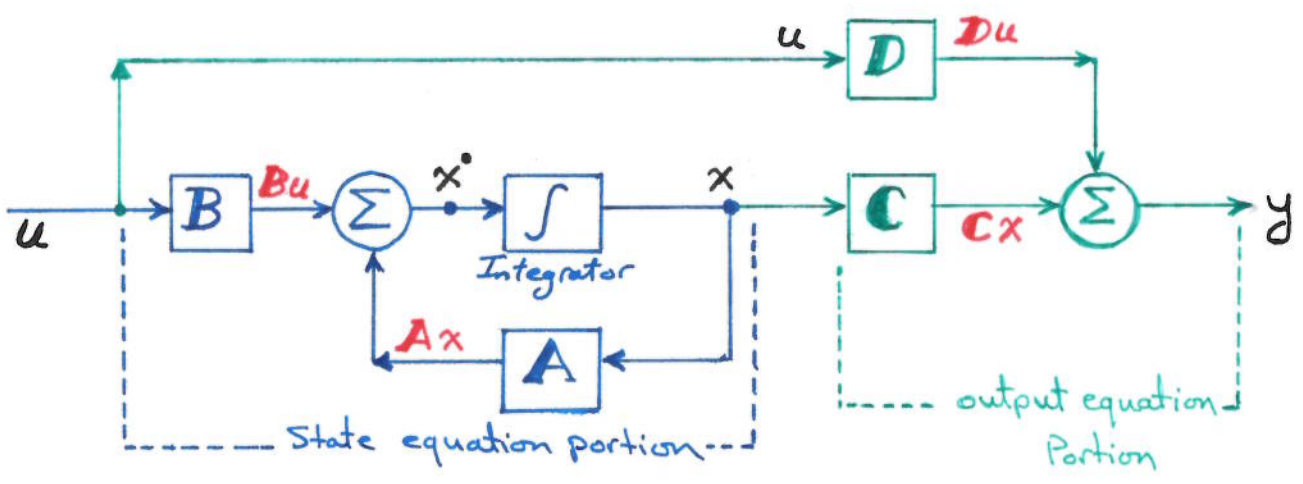 u D Du
u B Bu Σ ẋ ∫ x C Cx Σ y
Integrator
Ax A
State equation portion
output equation
Portion